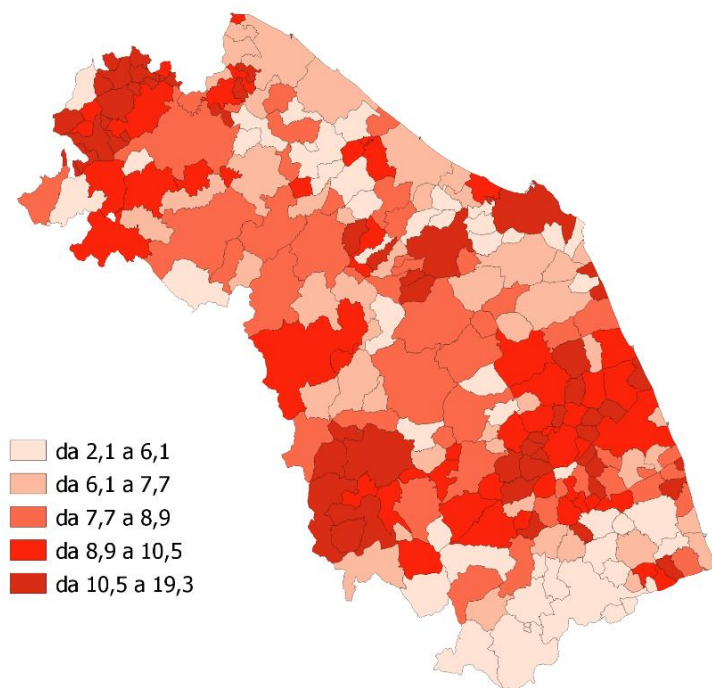 da 2,1 a 6,1
da 6,1 a 7,7
da 7,7 a 8,9
da 8,9 a 10,5
da 10,5 a 19,3